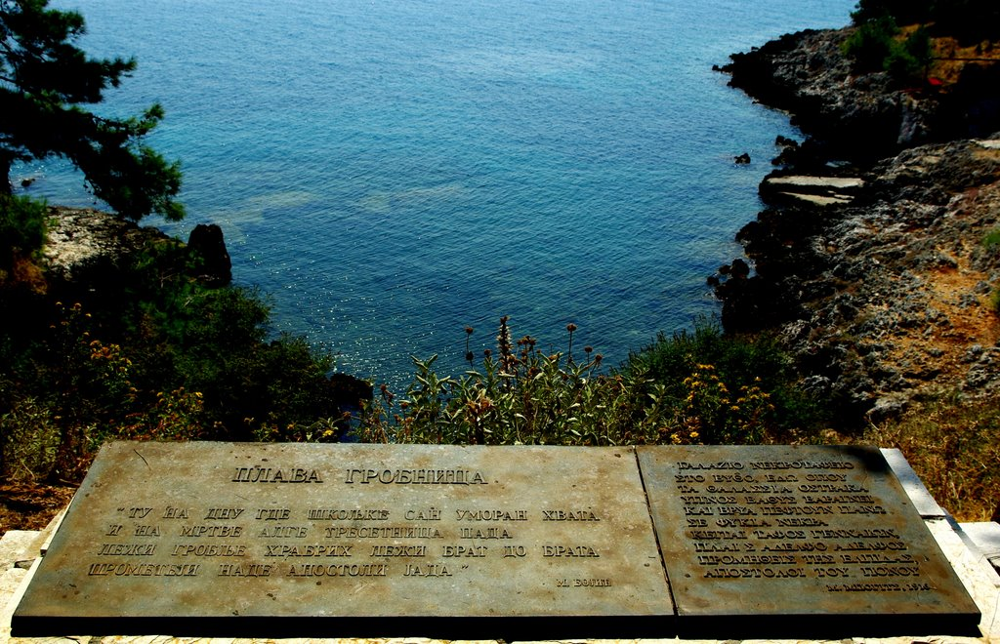 ПЛАВА ГРОБНИЦА
"ТУ НА ДНУ ГДЕ ШКОЉКЕ САН УМОРАН ХВАТА
И НА МРТВЕ АЛГЕ ТРЕСЕТНИЦА ПАДА
ЛЕЖИ ГРОБЉЕ ХРАБРИХ ЛЕЖИ БРАТ ДО БРАТА
ПРОМЕТЕЈИ НАДЕ АПОСТОЛИ ЈАДА."
М. БОЈИЋ
ΓΑΛΑΖΙΟ ΝΕΚΡΟΤΑΦΕΙΟ
ΣΤΟ ΒΥΘΟ, ΕΔΩ ΟΠΟΥ
ΤΑ ΘΑΛΑΣΣΙΑ ΟΣΤΡΑΚΑ
ΥΠΝΟΣ ΒΑΘΥΣ ΒΑΡΑΙΝΕΙ
ΚΑΙ ΒΡΥΑ ΠΕΦΤΟΥΝ ΠΑΝΩ
ΣΕ ΦΥΚΙΑ ΝΕΚΡΑ
ΚΕΙΤΑΙ ΤΑΦΟΣ ΓΕΝΝΑΙΩΝ,
ΠΛΑΙ Σ ΑΔΕΛΦΟ ΑΔΕΛΦΟΣ
ΠΡΟΜΗΘΕΙΣ ΤΗΣ ΕΛΠΙΔΑΣ
ΑΠΟΣΤΟΛΟΙ ΤΟΥ ΠΟΝΟΥ
Μ. ΜΠΟΓΙΤΣ, 1916